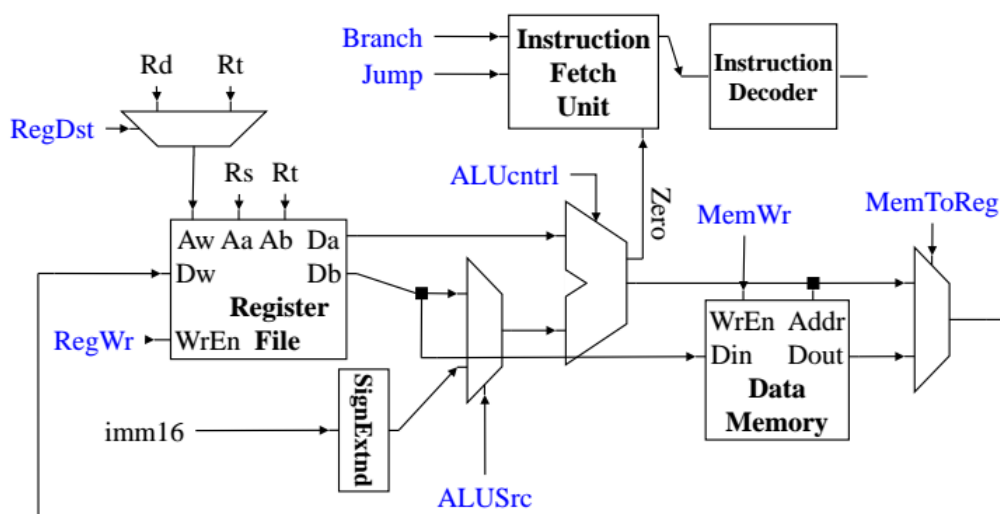 Branch
Jump
Instruction
Fetch
Unit
Instruction
Decoder
Rd
Rt
RegDst
Rs
Rt
ALUcntrl
Zero
MemWr
MemToReg
Aw Aa Ab Da
Dw
Db
Register
File
RegWr
WrEn
WrEn
Addr
Din
Dout
Data
Memory
SignExtnd
imm16
ALUSrc